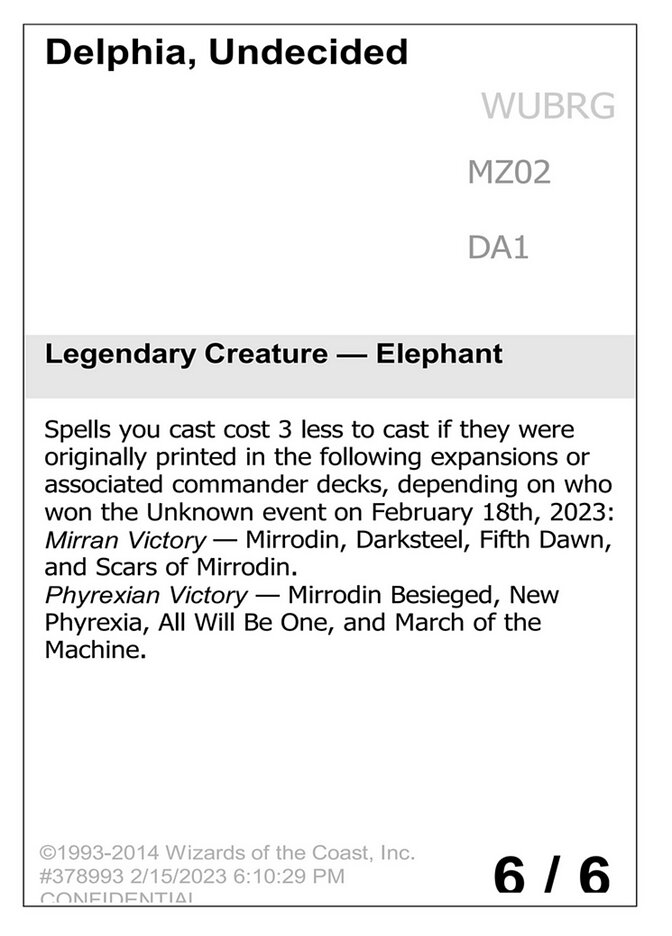 Delphia, Undecided
WUBRG
MZ02
DA1
Legendary Creature — Elephant
Spells you cast cost 3 less to cast if they were
originally printed in the following expansions or
associated commander decks, depending on who
won the Unknown event on February 18th, 2023:
Mirran Victory — Mirrodin, Darksteel, Fifth Dawn,
and Scars of Mirrodin.
Phyrexian Victory — Mirrodin Besieged, New
Phyrexia, All Will Be One, and March of the
Machine.
©1993-2014 Wizards of the Coast, Inc.
#378993 2/15/2023 6:10:29 PM
CONFIDENTIAL
6 / 6